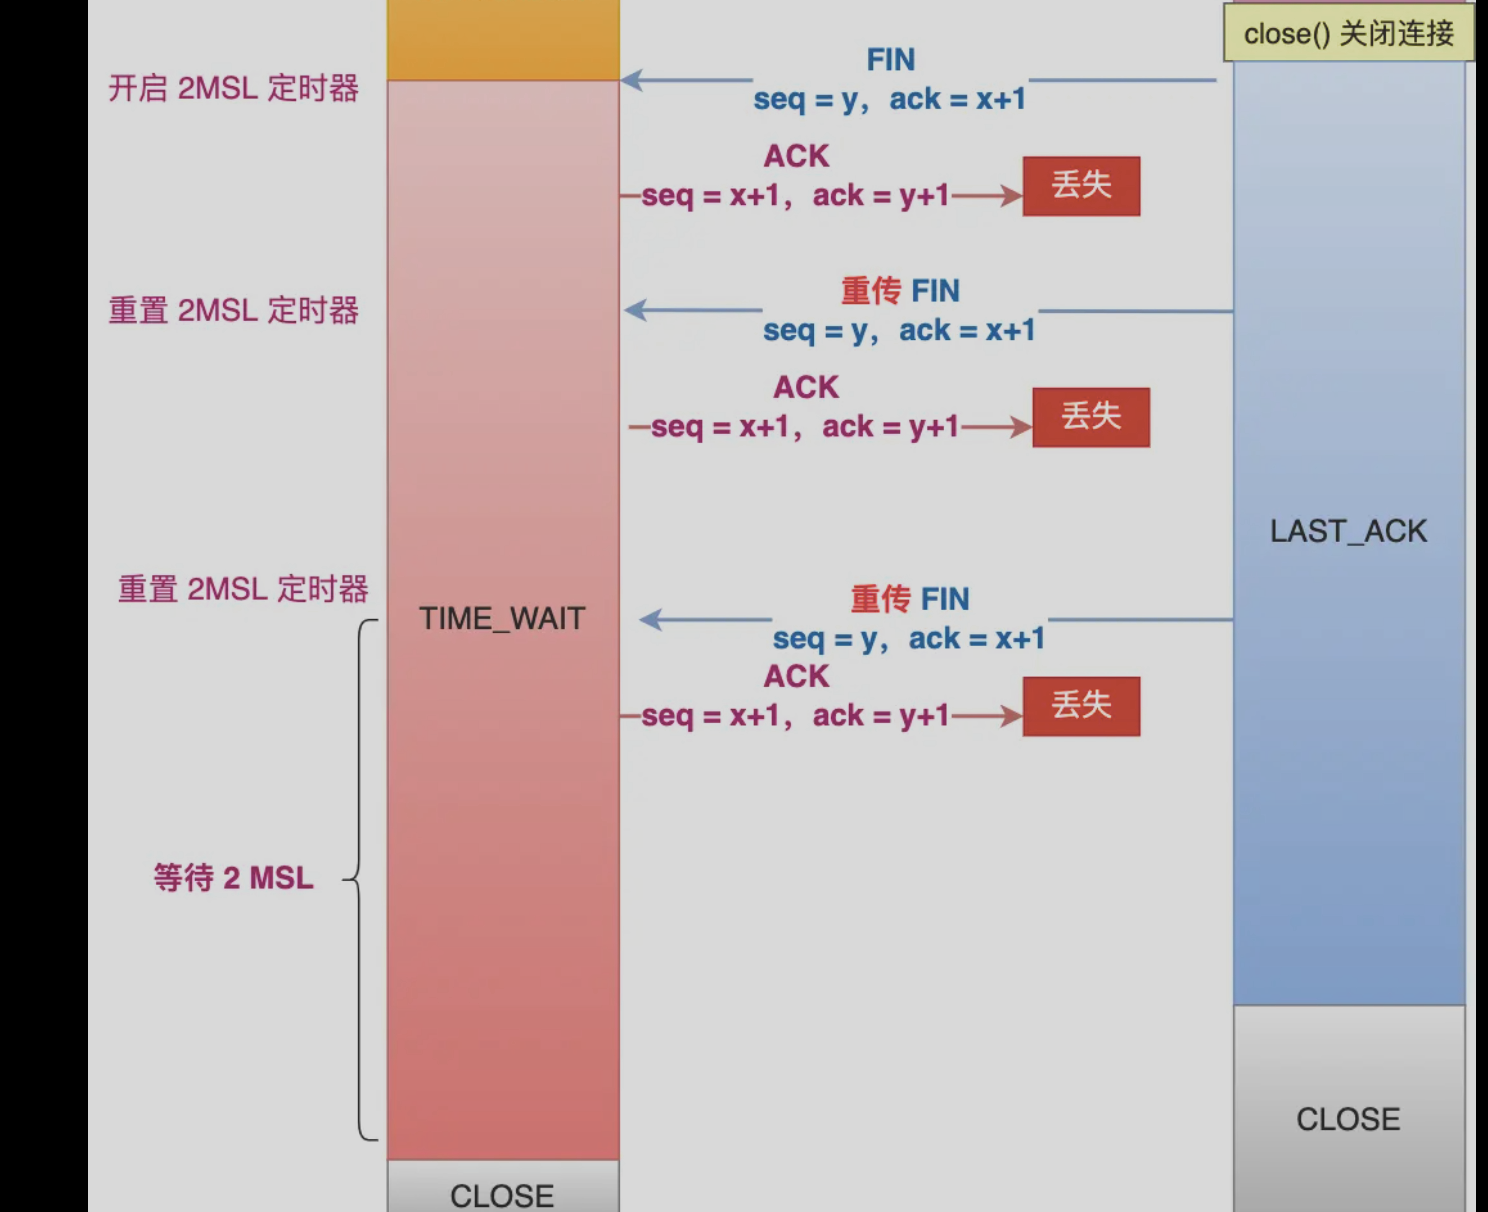 close() 关闭连接
FIN
开启 2MSL 定时器
seq = y，ack = x+1
ACK
seq = x+1，ack = y+1
丢失
重传 FIN
重置 2MSL 定时器
seq = y，ack = x+1
ACK
seq = x+1，ack = y+1
丢失
LAST_ACK
重置 2MSL 定时器
重传 FIN
TIME_WAIT
seq = y，ack = x+1
ACK
seq = x+1，ack = y+1
丢失
等待 2 MSL
CLOSE
CLOSE